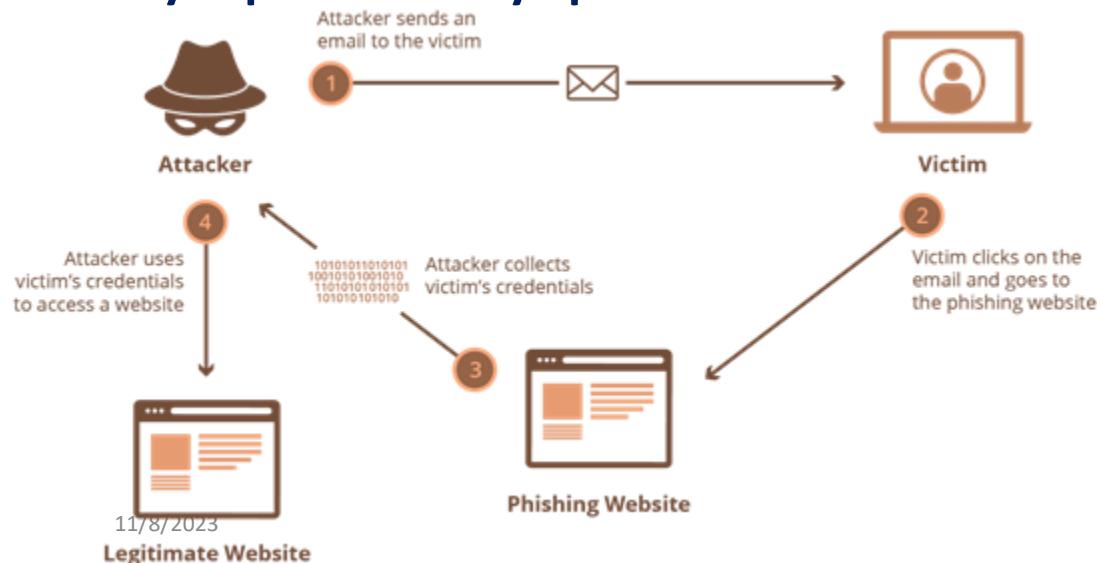 Attacker sends an
email to the victim
1
Attacker
Victim
4
2
Attacker uses
victim's credentials
to access a website
10101011010101
10010101001010
11010101010101
101010101010
Attacker collects
victim's credentials
Victim clicks on the
email and goes to
the phishing website
3
Phishing Website
11/8/2023
Legitimate Website